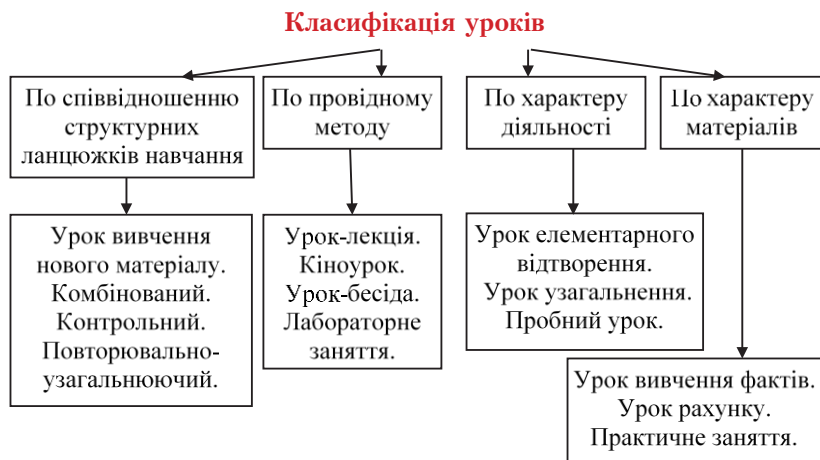 Класифікація уроків
По співвідношенню
структурних
ланцюжків навчання
По провідному
методу
По характеру
діяльності
По характеру
матеріалів
Урок вивчення
нового матеріалу.
Комбінований.
Контрольний.
Повторювально-
узагальнюючий.
Урок-лекція.
Кіноурок.
Урок-бесіда.
Лабораторне
заняття.
Урок елементарного
відтворення.
Урок узагальнення.
Пробний урок.
Урок вивчення фактів.
Урок рахунку.
Практичне заняття.